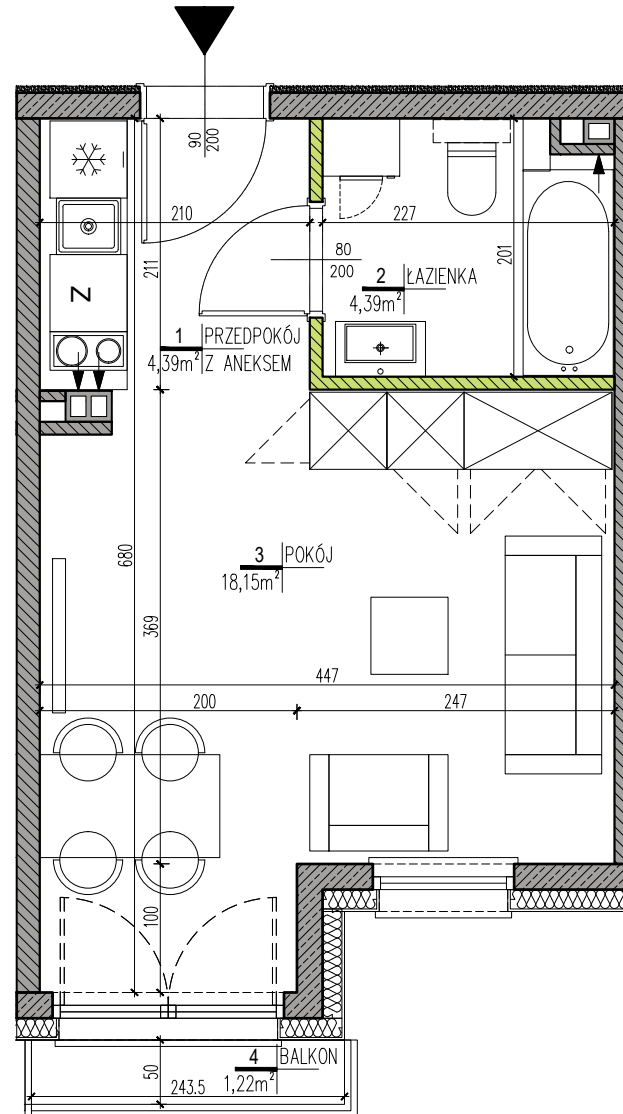 90
200
210
227
80
200
211
201
2 ŁAZIENKA
4,39m²
Z
1 PRZEDPOKÓJ
4,39m² Z ANEKSEM
680
3 POKÓJ
18,15m²
369
447
200
247
100
4 BALKON
1,22m²
50
243.5